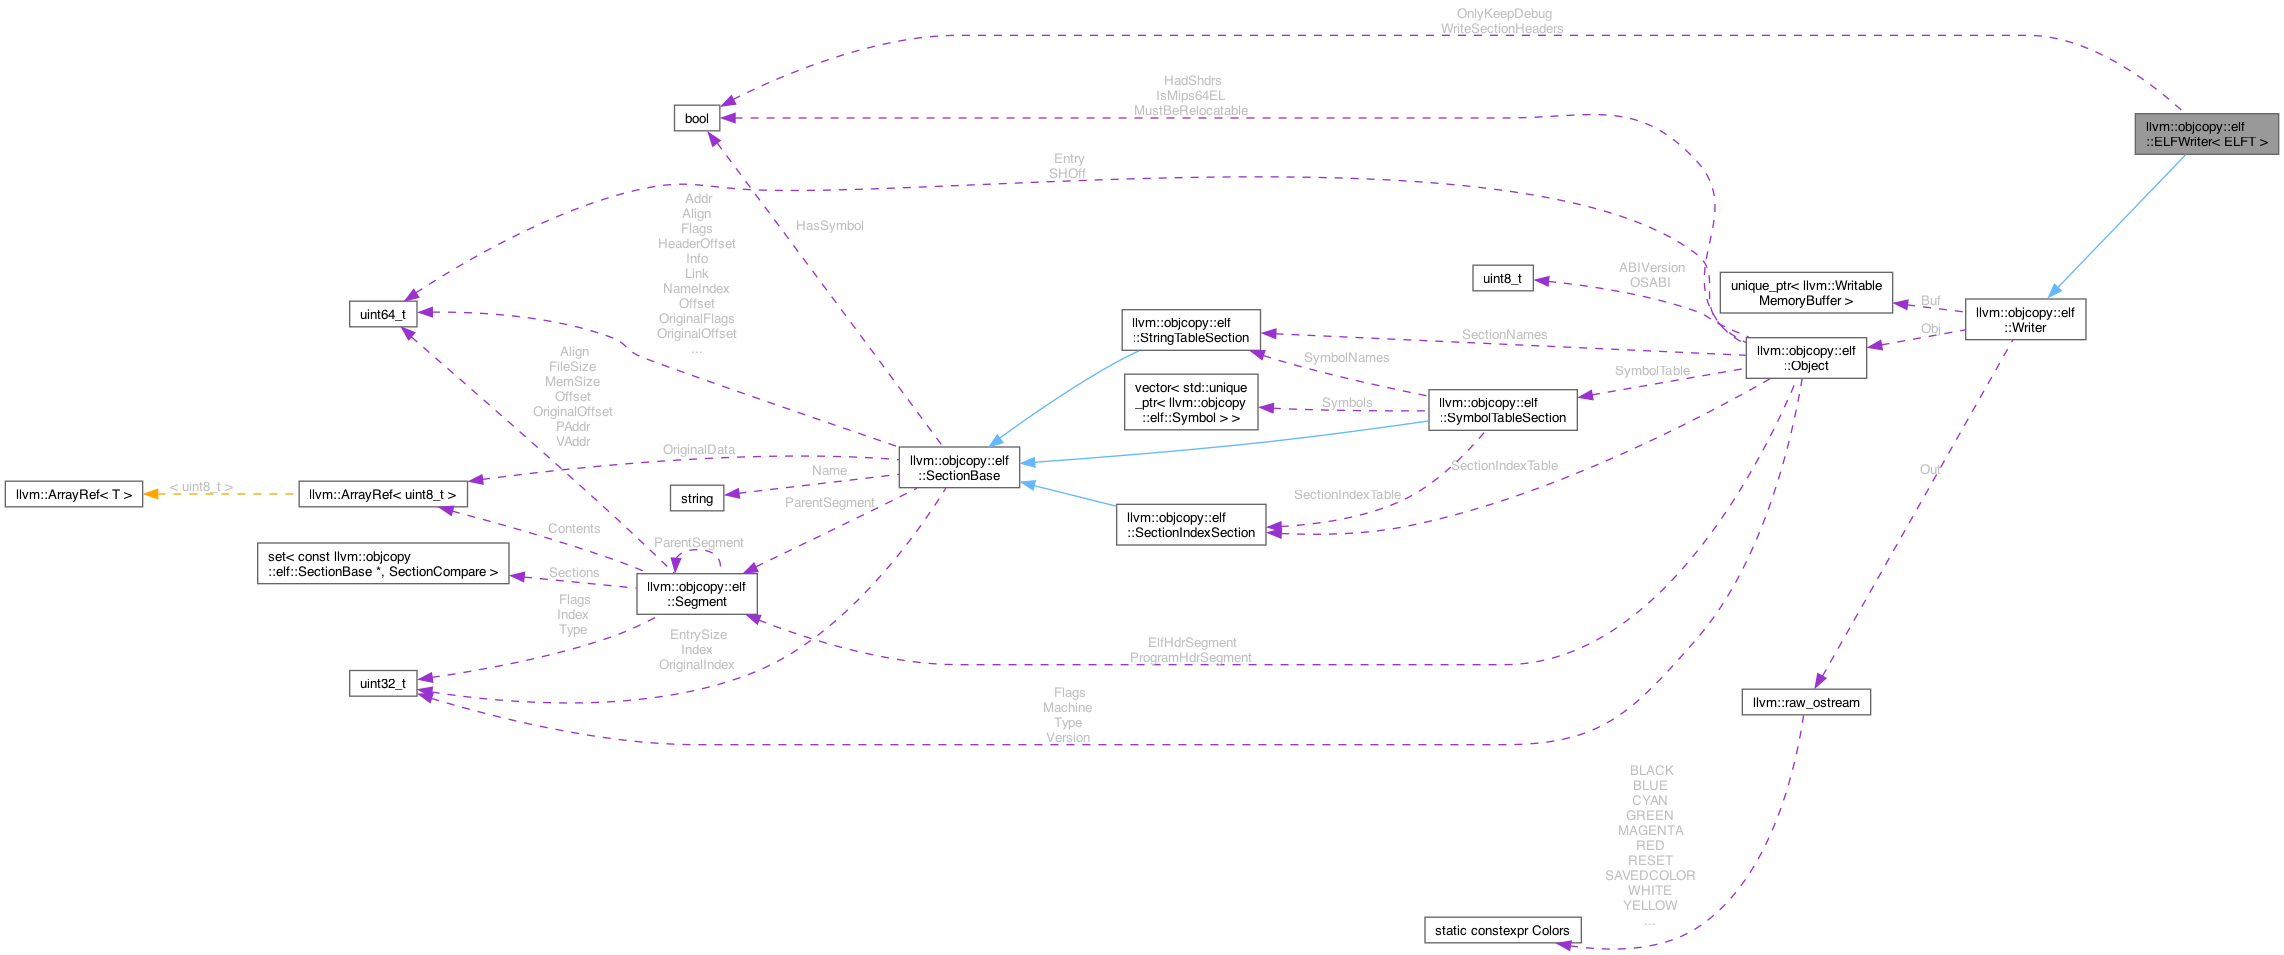 OnlyKeepDebug
WriteSectionHeaders
HadShdrs
IsMips64EL
MustBeRelocatable
bool
llvm::objcopy::elf
::ELFWriter< ELFT >
Entry
SHOff
Addr
Align
Flags
HeaderOffset
Info
Link
NameIndex
Offset
OriginalFlags
OriginalOffset
...
HasSymbol
uint64_t
uint8_t
ABIVersion
OSABI
unique_ptr< llvm::Writable
MemoryBuffer >
Buf
Obj
llvm::objcopy::elf
::Writer
llvm::objcopy::elf
::StringTableSection
SectionNames
SymbolNames
llvm::objcopy::elf
::Object
SymbolTable
vector< std::unique
_ptr< llvm::objcopy
::elf::Symbol > >
Symbols
llvm::objcopy::elf
::SymbolTableSection
Align
FileSize
MemSize
Offset
OriginalOffset
PAddr
VAddr
OriginalData
llvm::objcopy::elf
::SectionBase
SectionIndexTable
SectionIndexTable
Out
Name
string
ParentSegment
llvm::ArrayRef< T >
< uint8_t >
llvm::ArrayRef< uint8_t >
llvm::objcopy::elf
::SectionIndexSection
Contents
ParentSegment
set< const llvm::objcopy
::elf::SectionBase *, SectionCompare >
Sections
llvm::objcopy::elf
::Segment
Flags
Index
Type
EntrySize
Index
OriginalIndex
ElfHdrSegment
ProgramHdrSegment
uint32_t
Flags
Machine
Type
Version
llvm::raw_ostream
BLACK
BLUE
CYAN
GREEN
MAGENTA
RED
RESET
SAVEDCOLOR
WHITE
YELLOW
...
static constexpr Colors